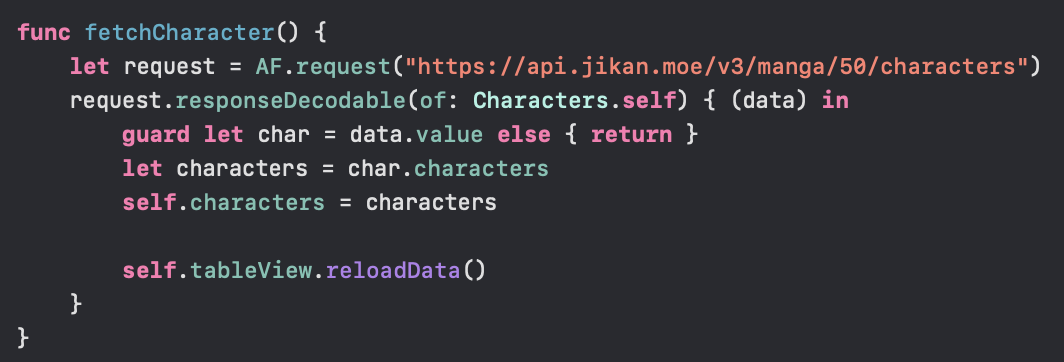 func fetchCharacter() {
    let request = AF.request("https://api.jikan.moe/v3/manga/50/characters")
    request.responseDecodable(of: Characters.self) { (data) in
        guard let char = data.value else { return }
        let characters = char.characters
        self.characters = characters

        self.tableView.reloadData()
    }
}